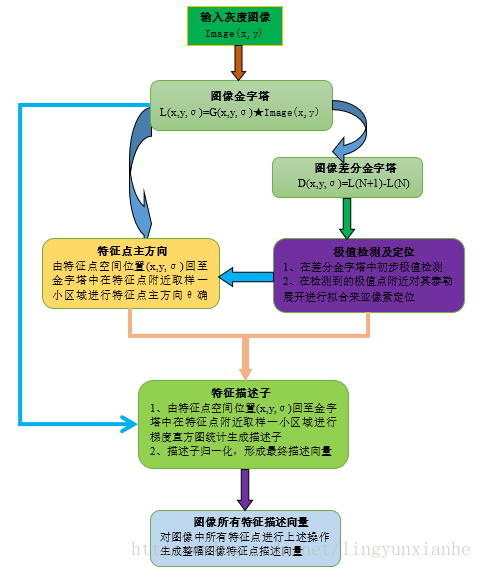 输入灰度图像
Image(x,y)
图像金字塔
L(x,y,σ)=G(x,y,σ)★Image(x,y)
图像差分金字塔
D(x,y,σ)=L(N+1)-L(N)
特征点主方向
由特征点空间位置(x,y,σ)回至
金字塔中在特征点附近取样一
小区域进行特征点主方向θ确
极值检测及定位
1、在差分金字塔中初步极值检测
2、在检测到的极值点附近对其泰勒
展开进行拟合来亚像素定位
特征描述子
1、由特征点空间位置(x,y,σ)回至金字
塔中在特征点附近取样一小区域进行
梯度直方图统计生成描述子
2、描述子归一化，形成最终描述向量
图像所有特征描述向量
对图像中所有特征点进行上述操作
生成整幅图像特征点描述向量
net/lingyunxianhe